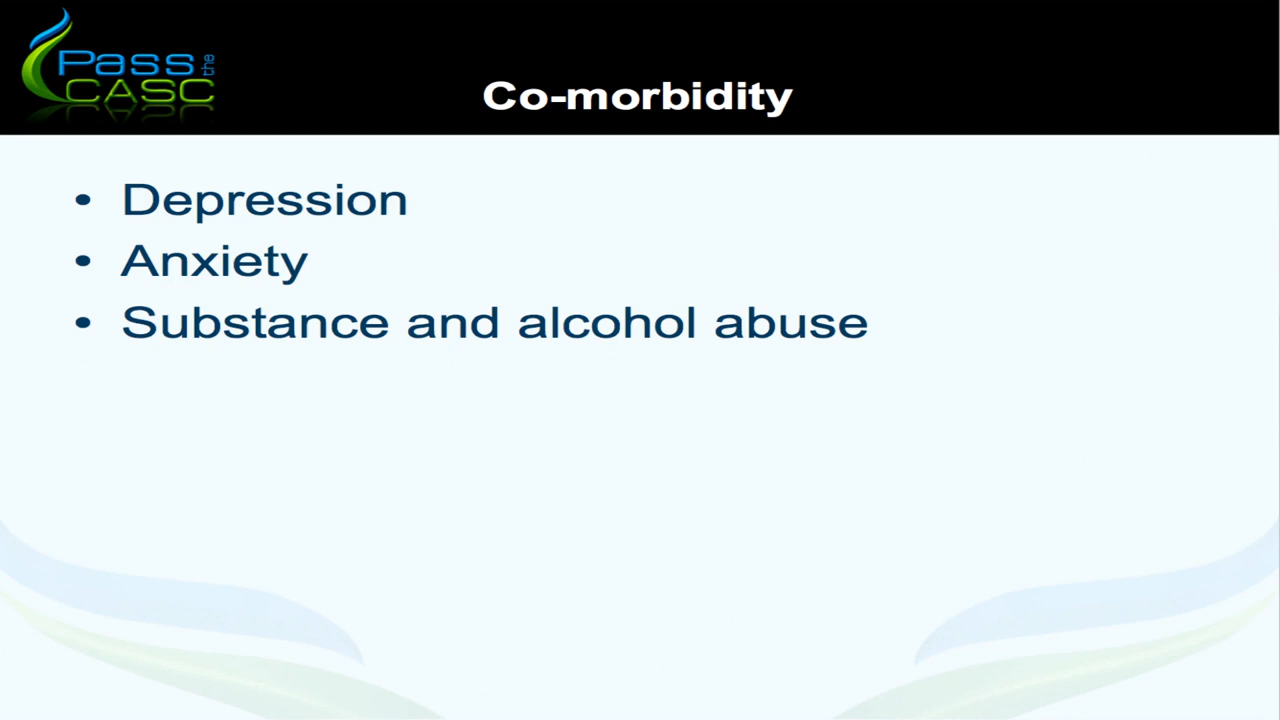 Pass the
CASC
Co-morbidity
• Depression
• Anxiety
• Substance and alcohol abuse